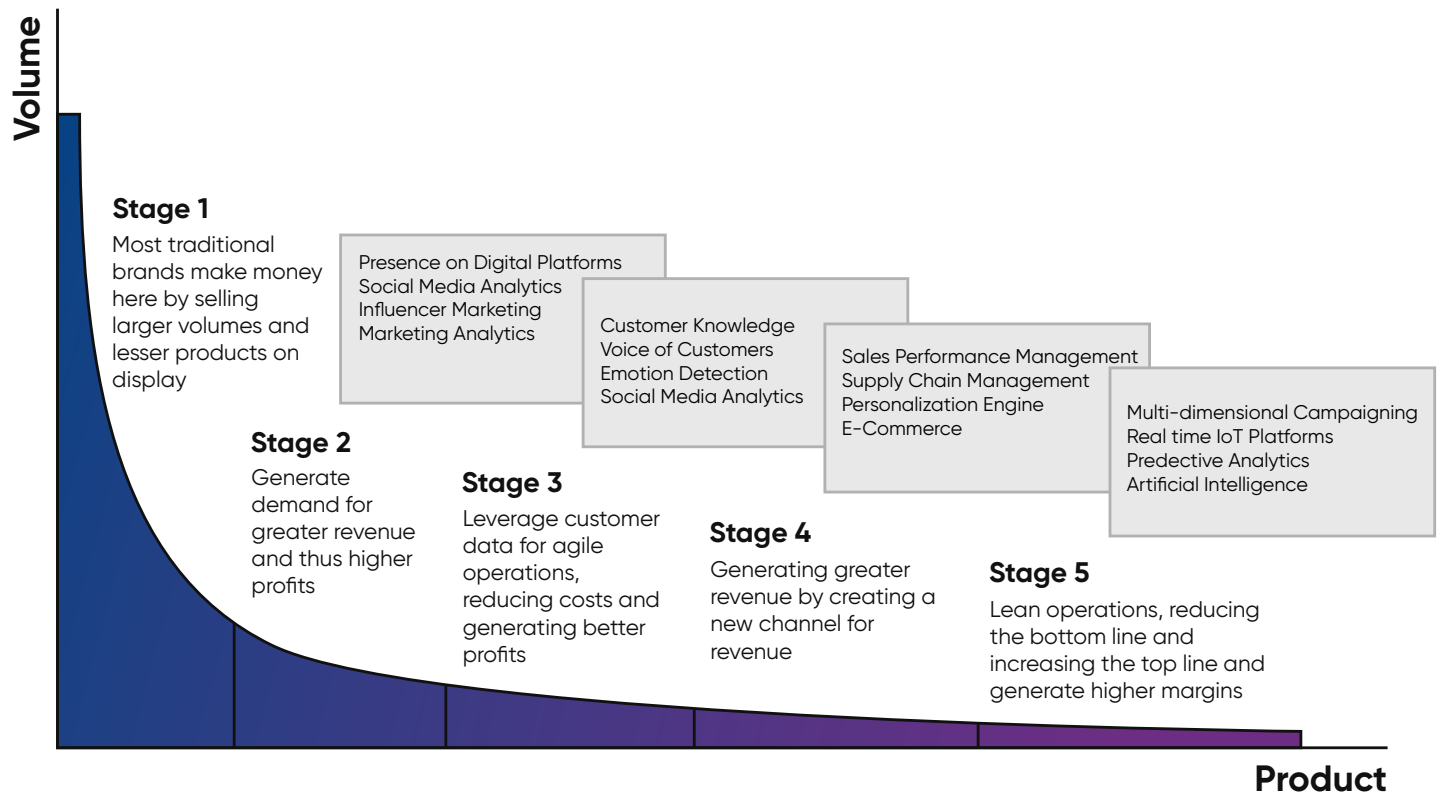 Volume
Stage 1
Most traditional
brands make money
here by selling
larger volumes and
lesser products on
display
Presence on Digital Platforms
Social Media Analytics
Influencer Marketing
Marketing Analytics
Customer Knowledge
Voice of Customers
Emotion Detection
Social Media Analytics
Sales Performance Management
Supply Chain Management
Personalization Engine
E-Commerce
Multi-dimensional Campaigning
Real time IoT Platforms
Predective Analytics
Artificial Intelligence
Stage 2
Generate
demand for
greater revenue
and thus higher
profits
Stage 3
Leverage customer
data for agile
operations,
reducing costs and
generating better
profits
Stage 4
Generating greater
revenue by creating a
new channel for
revenue
Stage 5
Lean operations, reducing
the bottom line and
increasing the top line and
generate higher margins
Product